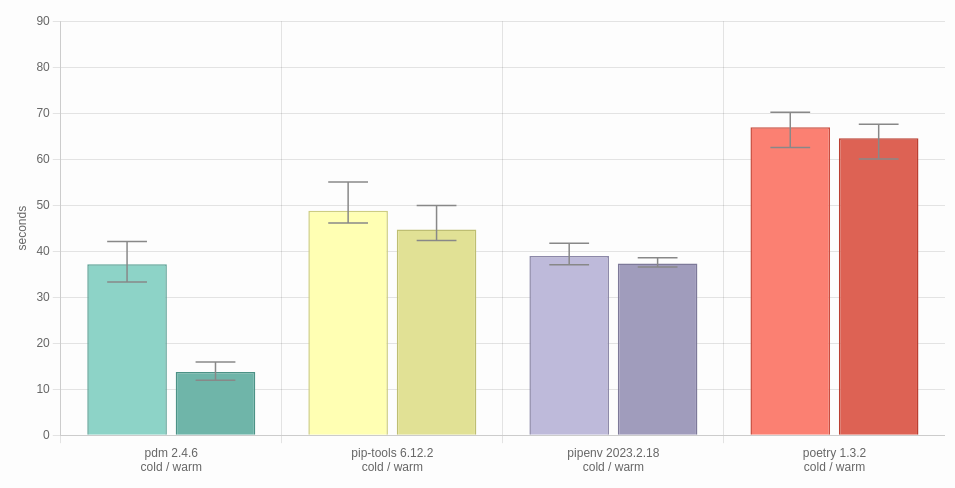 90
80
70
60
50
40
30
20
10
0
seconds
pdm 2.4.6
cold / warm
pip-tools 6.12.2
cold / warm
pipenv 2023.2.18
cold / warm
poetry 1.3.2
cold / warm